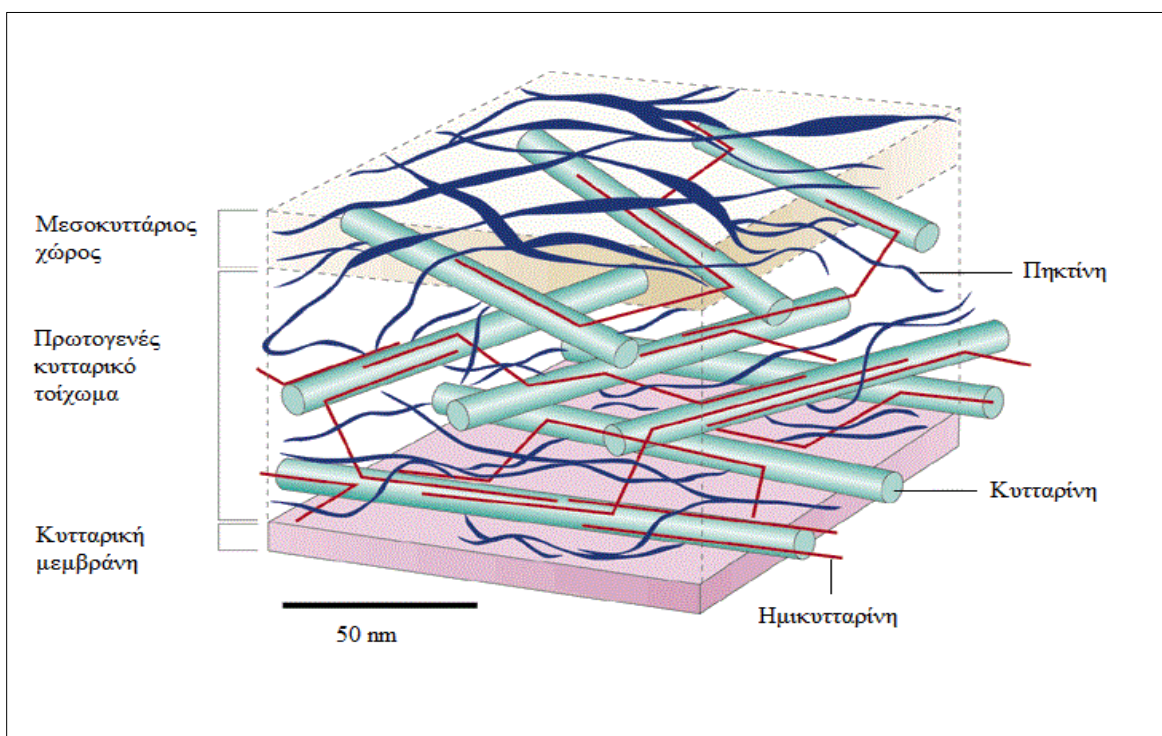 Μεσοκυττάριος
χώρος
Πηκτίνη
Πρωτογενές
κυτταρικό
τοίχωμα
Κυτταρίνη
Κυτταρική
μεμβράνη
Ημικυτταρίνη
50 nm